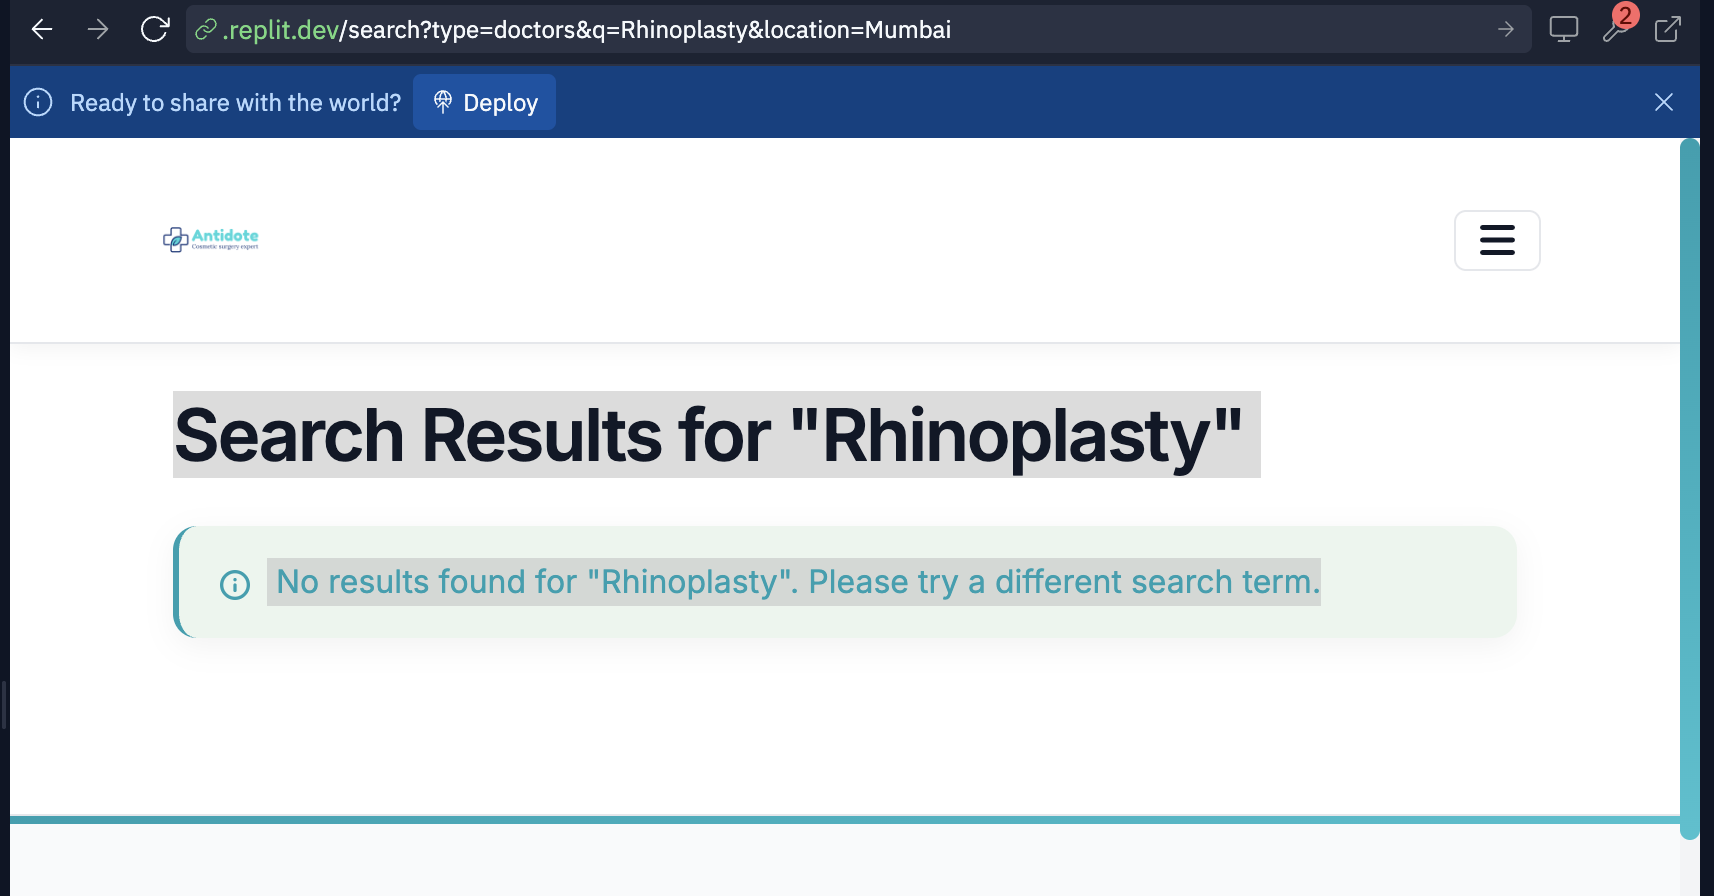 .replit.dev/search?type=doctors&q=Rhinoplasty&location=Mumbai
2
Ready to share with the world?
Deploy
Antidote
Cosmetic surgery expert
Search Results for "Rhinoplasty"
No results found for "Rhinoplasty". Please try a different search term.